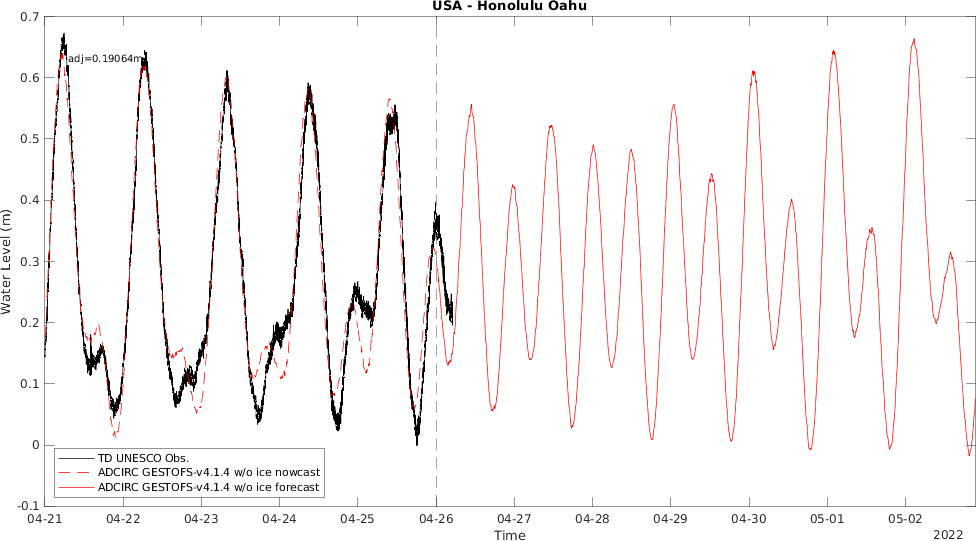 USA - Honolulu Oahu
adj=0.19064m
Water Level (m)
0.7
0.6
0.5
0.4
0.3
0.2
0.1
0
-0.1
TD UNESCO Obs.
ADCIRC GESTOFS-v4.1.4 w/o ice nowcast
ADCIRC GESTOFS-v4.1.4 w/o ice forecast
04-21 04-22 04-23 04-24 04-25 04-26 04-27 04-28 04-29 04-30 05-01 05-02
Time
2022